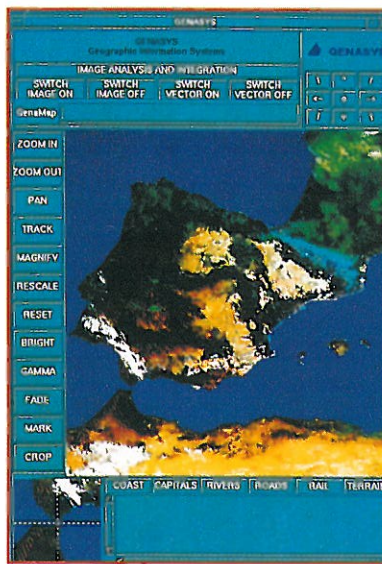 GENASYS
GENASYS
Geographic Information Systems
GENASYS
IMAGE ANALYSIS AND INTEGRATION
SWITCH IMAGE ON
SWITCH IMAGE OFF
SWITCH VECTOR ON
SWITCH VECTOR OFF
GenaMap
ZOOM IN
ZOOM OUT
PAN
TRACK
MAGNIFY
RESCALE
RESET
BRIGHT
GAMMA
FADE
MARK
CROP
COAST CAPITALS RIVERS ROADS RAIL TERRAIN